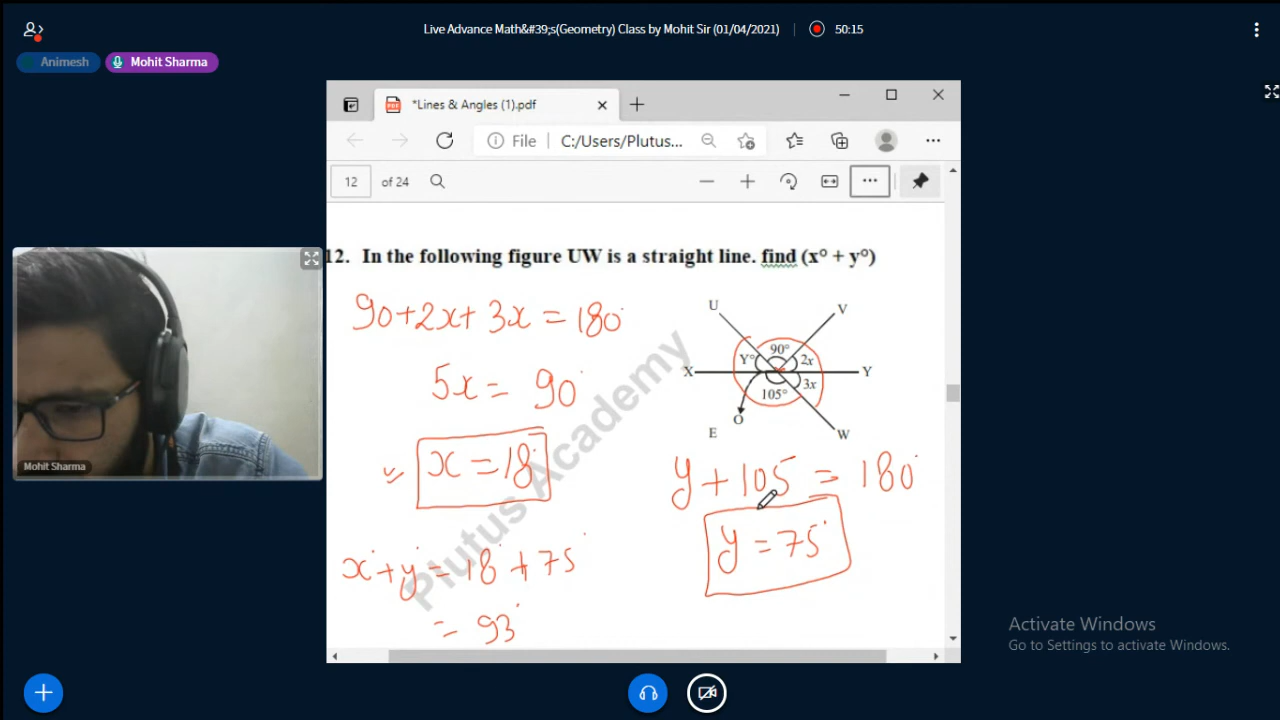 Live Advance Math&#39;s(Geometry) Class by Mohit Sir (01/04/2021) | 50:15
Animesh
Mohit Sharma
*Lines & Angles (1).pdf
File | C:/Users/Plutus...
12 of 24
12. In the following figure UW is a straight line. find (x° + y°)
90+2x+3x = 180°
5x = 90°
x = 18°
x°+y° = 18° + 75°
= 93°
U
V
90°
Y°
2x
X
Y
3x
105°
O
E
W
y + 105 = 180°
y = 75°
Plutus Academy
Mohit Sharma
Activate Windows
Go to Settings to activate Windows.